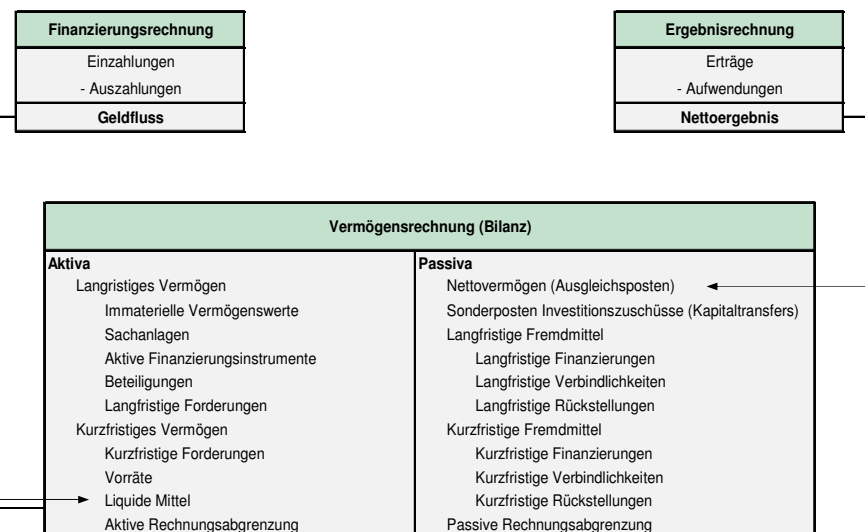 Finanzierungsrechnung
Einzahlungen
- Auszahlungen
Geldfluss
Ergebnisrechnung
Erträge
- Aufwendungen
Nettoergebnis
Vermögensrechnung (Bilanz)
Aktiva
Langristiges Vermögen
Immaterielle Vermögenswerte
Sachanlagen
Aktive Finanzierungsinstrumente
Beteiligungen
Langfristige Forderungen
Kurzfristiges Vermögen
Kurzfristige Forderungen
Vorräte
Liquide Mittel
Aktive Rechnungsabgrenzung
Passiva
Nettovermögen (Ausgleichsposten)
Sonderposten Investitionszuschüsse (Kapitaltransfers)
Langfristige Fremdmittel
Langfristige Finanzierungen
Langfristige Verbindlichkeiten
Langfristige Rückstellungen
Kurzfristige Fremdmittel
Kurzfristige Finanzierungen
Kurzfristige Verbindlichkeiten
Kurzfristige Rückstellungen
Passive Rechnungsabgrenzung